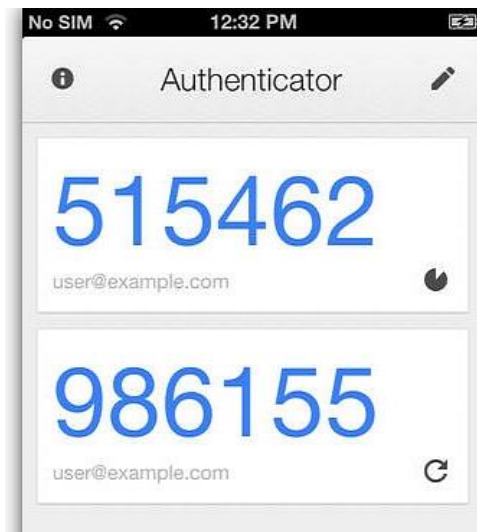 No SIM 12:32 PM
Authenticator
515462
user@example.com
986155
user@example.com